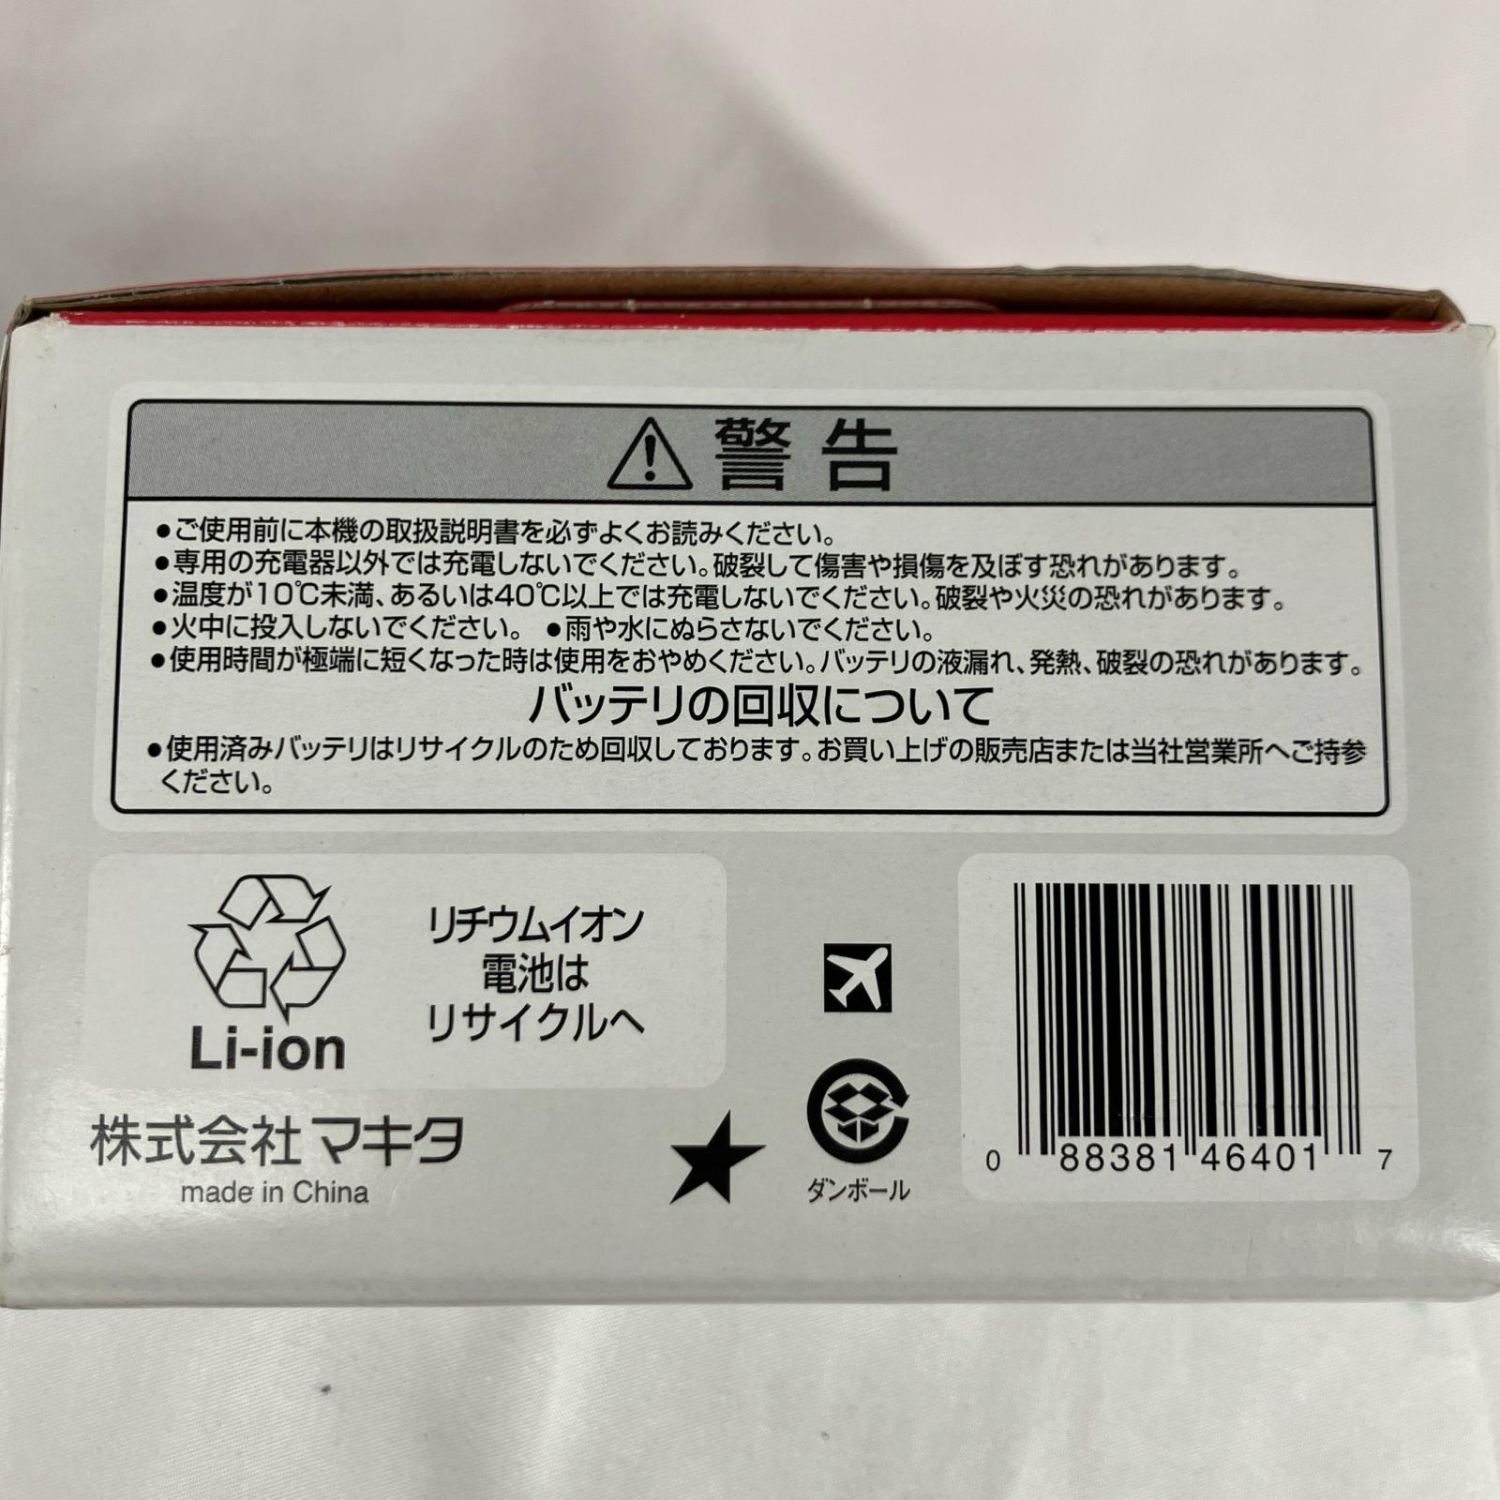 警告
●ご使用前に本機の取扱説明書を必ずよくお読みください。
●専用の充電器以外では充電しないでください。破裂して傷害や損傷を及ぼす恐れがあります。
●温度が10℃未満、あるいは40℃以上では充電しないでください。破裂や火災の恐れがあります。
●火中に投入しないでください。 ●雨や水にぬらさないでください。
●使用時間が極端に短くなった時は使用をおやめください。バッテリの液漏れ、発熱、破裂の恐れがあります。
バッテリの回収について
●使用済みバッテリはリサイクルのため回収しております。お買い上げの販売店または当社営業所へご持参
ください。
リチウムイオン
電池は
リサイクルへ
Li-ion
株式会社マキタ
made in China
ダンボール
0 88381 46401 7